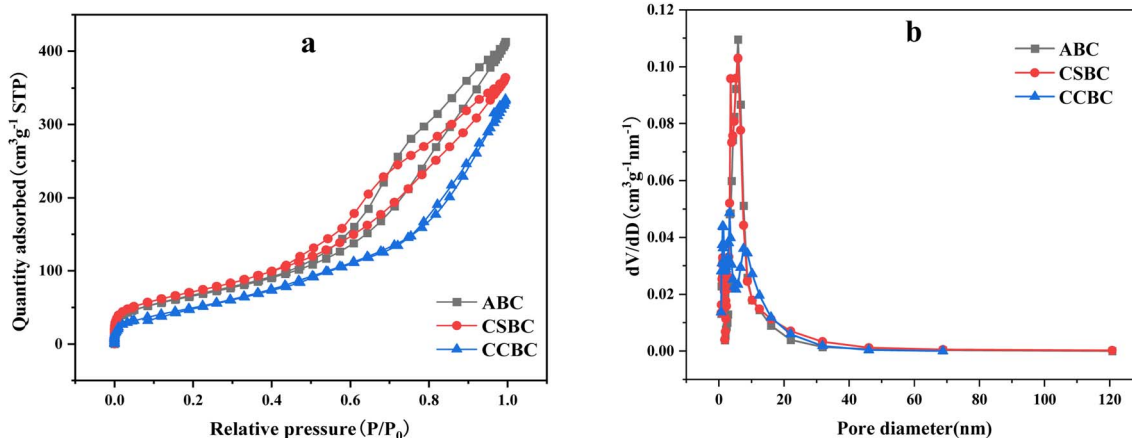 a
Quantity adsorbed (cm³g⁻¹ STP)
400
300
200
100
0
0.0 0.2 0.4 0.6 0.8 1.0
Relative pressure (P/P₀)
ABC
CSBC
CCBC
b
dV/dD (cm³g⁻¹nm⁻¹)
0.12
0.10
0.08
0.06
0.04
0.02
0.00
0 20 40 60 80 100 120
Pore diameter(nm)
ABC
CSBC
CCBC